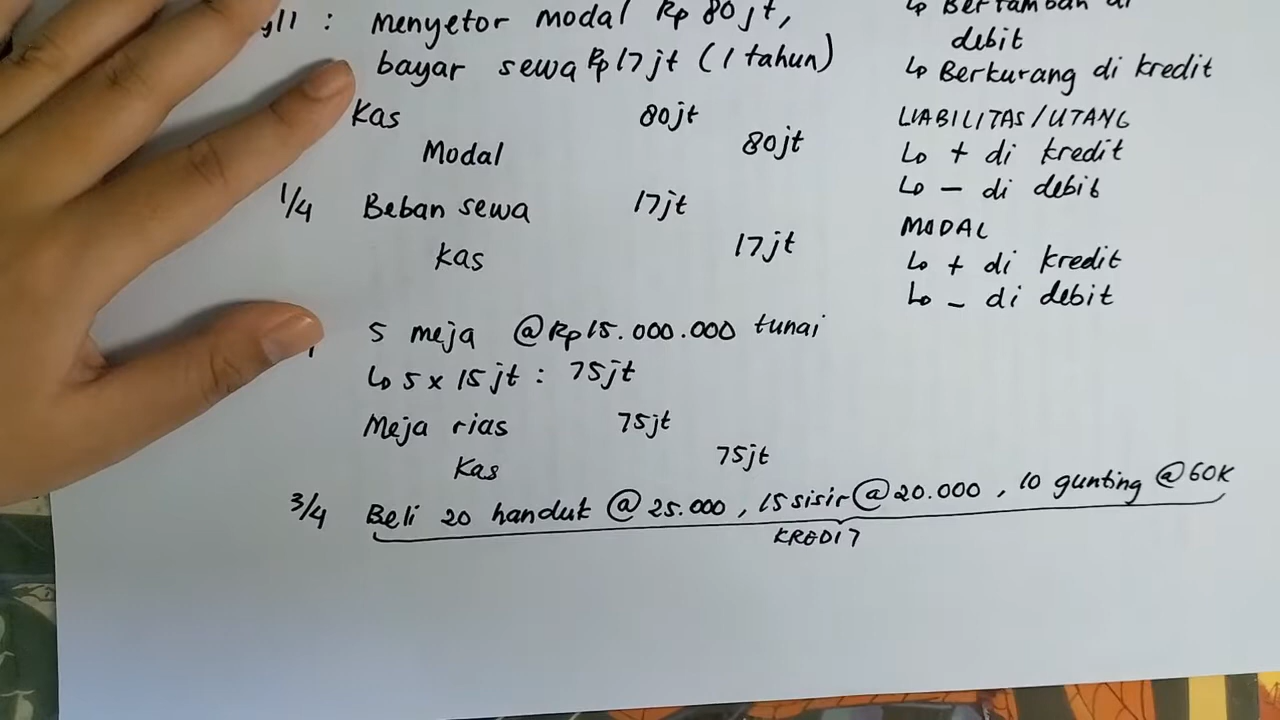 : menyetor modal Rp 80jt,
bayar sewa Rp 17jt (1 tahun)
Kas 80jt
Modal 80jt
1/4 Beban sewa 17jt
Kas 17jt
5 meja @Rp15.000.000 tunai
↳ 5 x 15jt : 75jt
Meja rias 75jt
Kas 75jt
3/4 Beli 20 handuk @25.000, 15 sisir @20.000, 10 gunting @60K
KREDIT
↳ Bertambah di
debit
↳ Berkurang di kredit
LIABILITAS/UTANG
↳ + di kredit
↳ - di debit
MODAL
↳ + di kredit
↳ - di debit